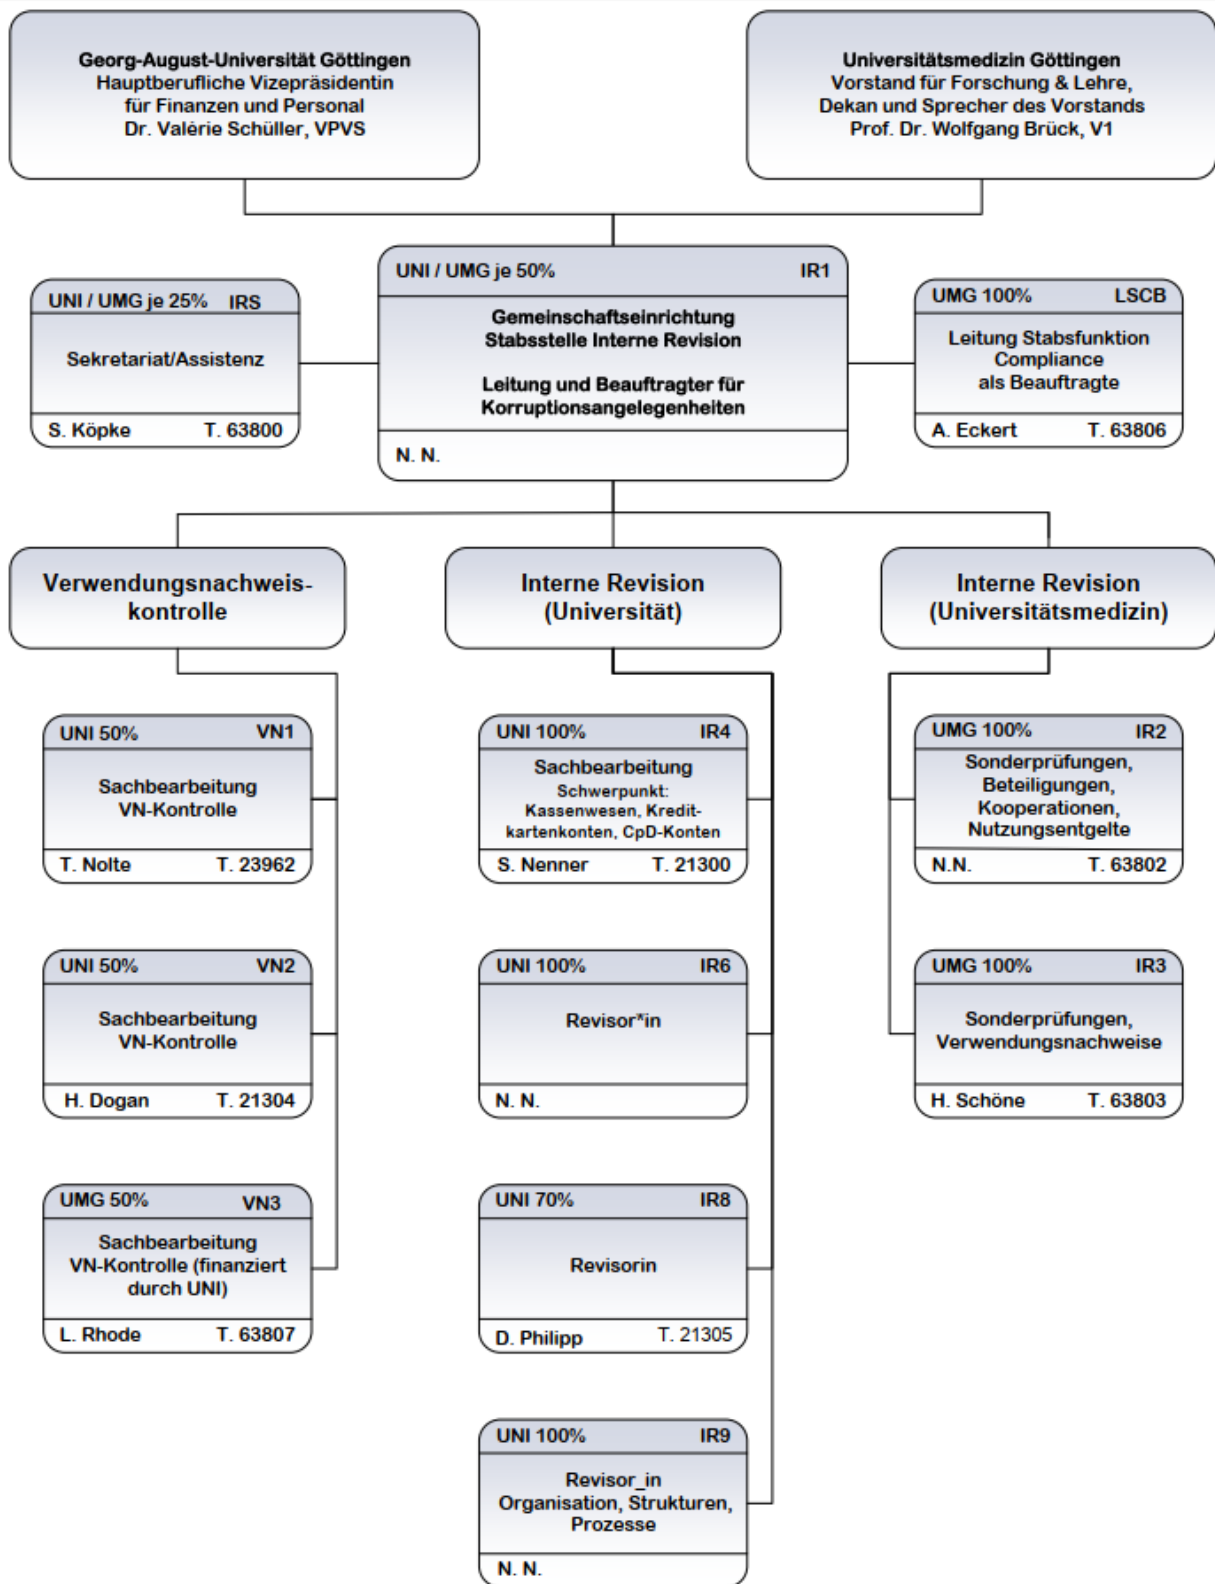 Georg-August-Universität Göttingen
Hauptberufliche Vizepräsidentin
für Finanzen und Personal
Dr. Valérie Schüller, VPVS
Universitätsmedizin Göttingen
Vorstand für Forschung & Lehre,
Dekan und Sprecher des Vorstands
Prof. Dr. Wolfgang Brück, V1
UNI / UMG je 25% IRS
Sekretariat/Assistenz
S. Köpke T. 63800
UNI / UMG je 50% IR1
Gemeinschaftseinrichtung
Stabsstelle Interne Revision
Leitung und Beauftragter für
Korruptionsangelegenheiten
N. N.
UMG 100% LSCB
Leitung Stabsfunktion
Compliance
als Beauftragte
A. Eckert T. 63806
Verwendungsnachweis-
kontrolle
Interne Revision
(Universität)
Interne Revision
(Universitätsmedizin)
UNI 50% VN1
Sachbearbeitung
VN-Kontrolle
T. Nolte T. 23962
UNI 100% IR4
Sachbearbeitung
Schwerpunkt:
Kassenwesen, Kredit-
kartenkonten, CpD-Konten
S. Nenner T. 21300
UMG 100% IR2
Sonderprüfungen,
Beteiligungen,
Kooperationen,
Nutzungsentgelte
N.N. T. 63802
UNI 50% VN2
Sachbearbeitung
VN-Kontrolle
H. Dogan T. 21304
UNI 100% IR6
Revisor*in
N. N.
UMG 100% IR3
Sonderprüfungen,
Verwendungsnachweise
H. Schöne T. 63803
UMG 50% VN3
Sachbearbeitung
VN-Kontrolle (finanziert
durch UNI)
L. Rhode T. 63807
UNI 70% IR8
Revisorin
D. Philipp T. 21305
UNI 100% IR9
Revisor_in
Organisation, Strukturen,
Prozesse
N. N.